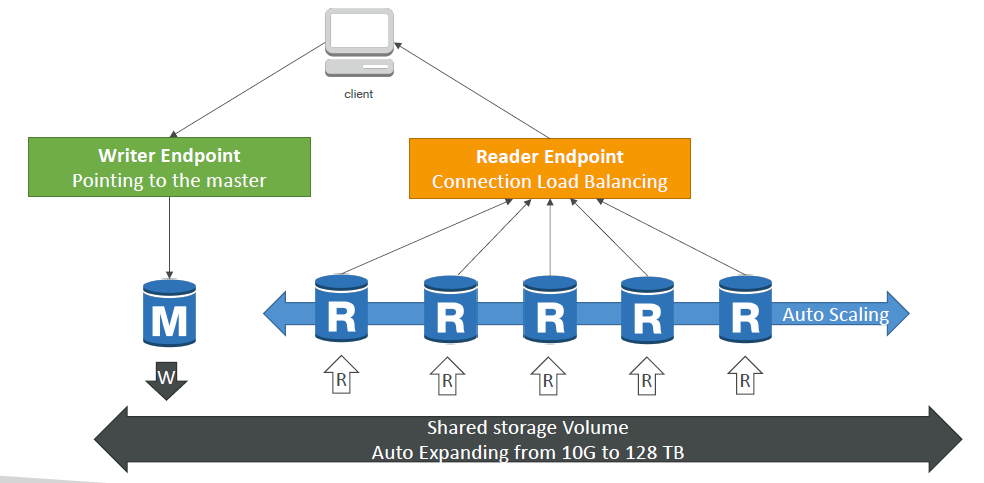 client
Writer Endpoint
Pointing to the master
Reader Endpoint
Connection Load Balancing
M
R
R
R
R
R
Auto Scaling
W
R
R
R
R
R
Shared storage Volume
Auto Expanding from 10G to 128 TB